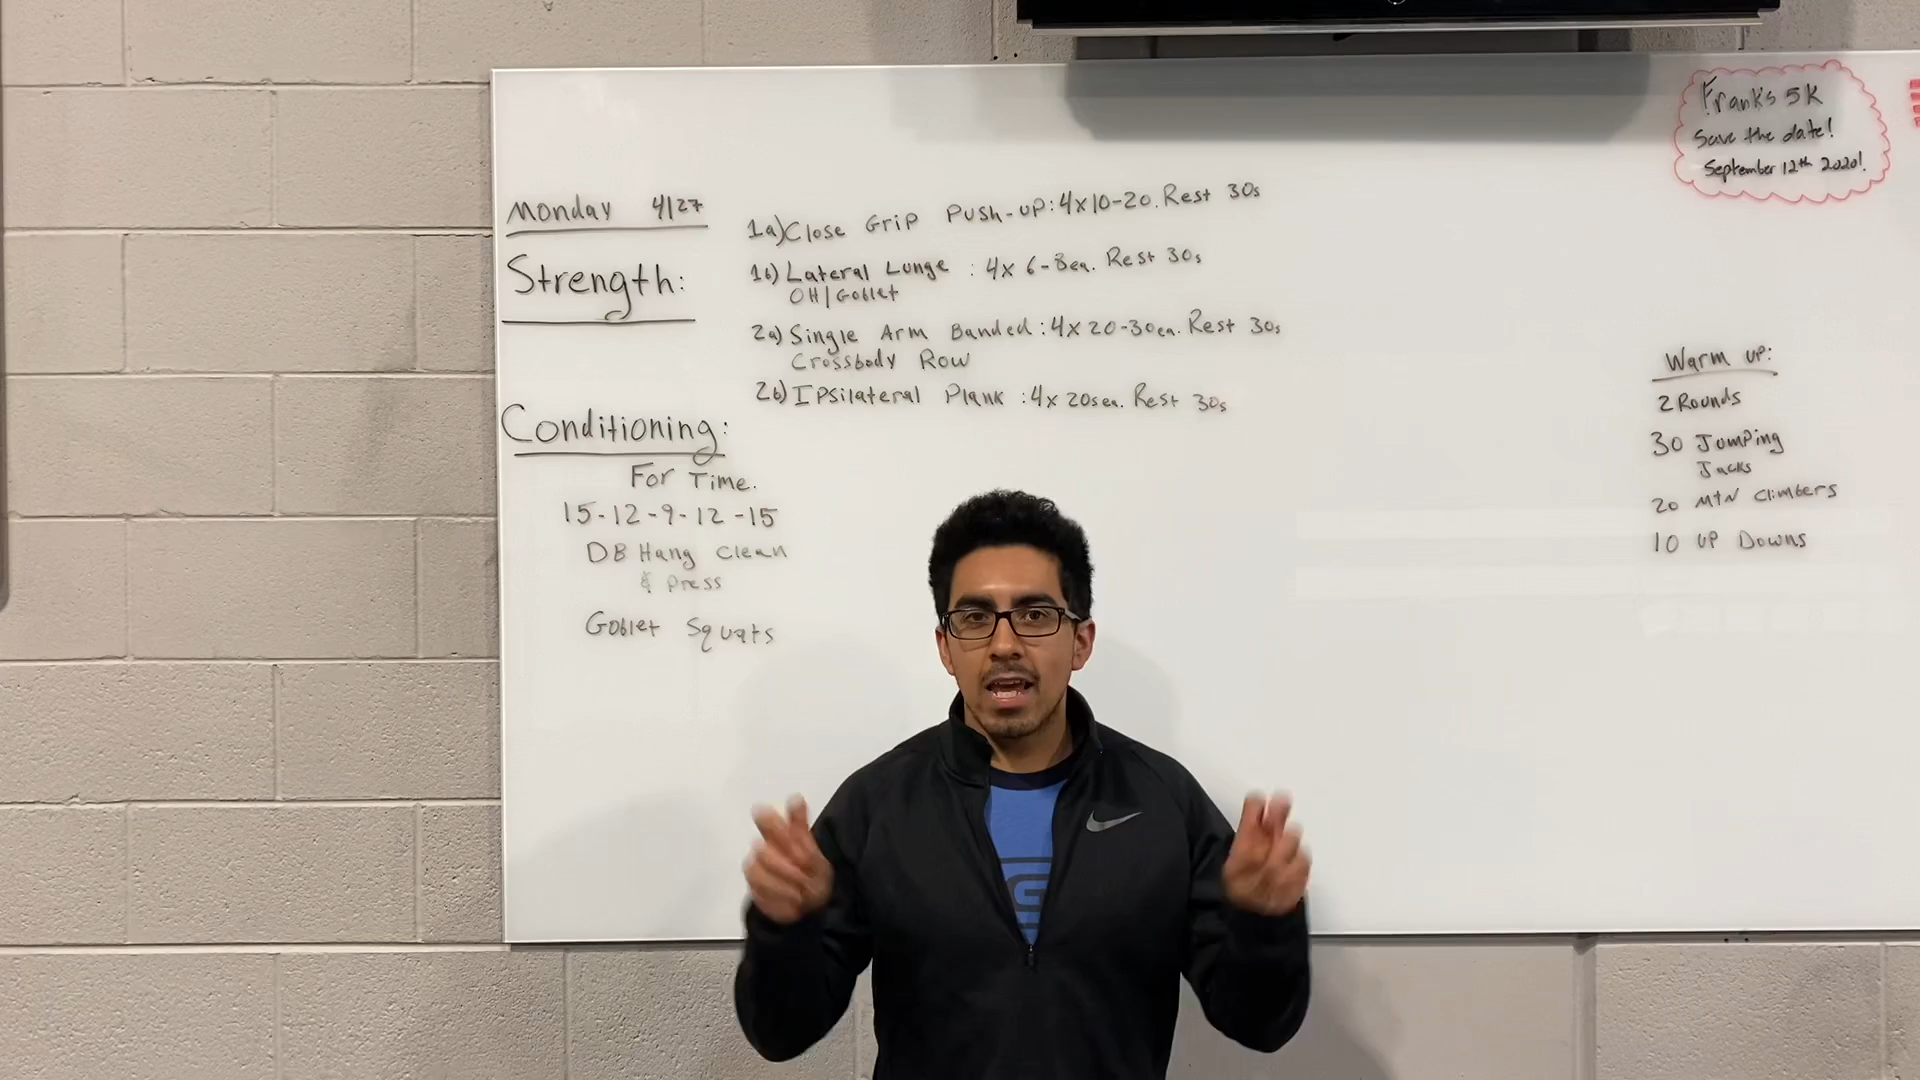 Frank's 5K
Save the date!
September 12th 2020!
Monday 4/27
Strength:
1a) Close Grip Push-up: 4x10-20. Rest 30s
1b) Lateral Lunge : 4x 6-8ea. Rest 30s
OH/Goblet
2a) Single Arm Banded: 4x 20-30ea. Rest 30s
Crossbody Row
2b) Ipsilateral Plank : 4x 20sea. Rest 30s
Conditioning:
For Time.
15-12-9-12-15
DB Hang Clean
& Press
Goblet Squats
Warm up:
2 Rounds
30 Jumping
Jacks
20 Mtn Climbers
10 Up Downs
G